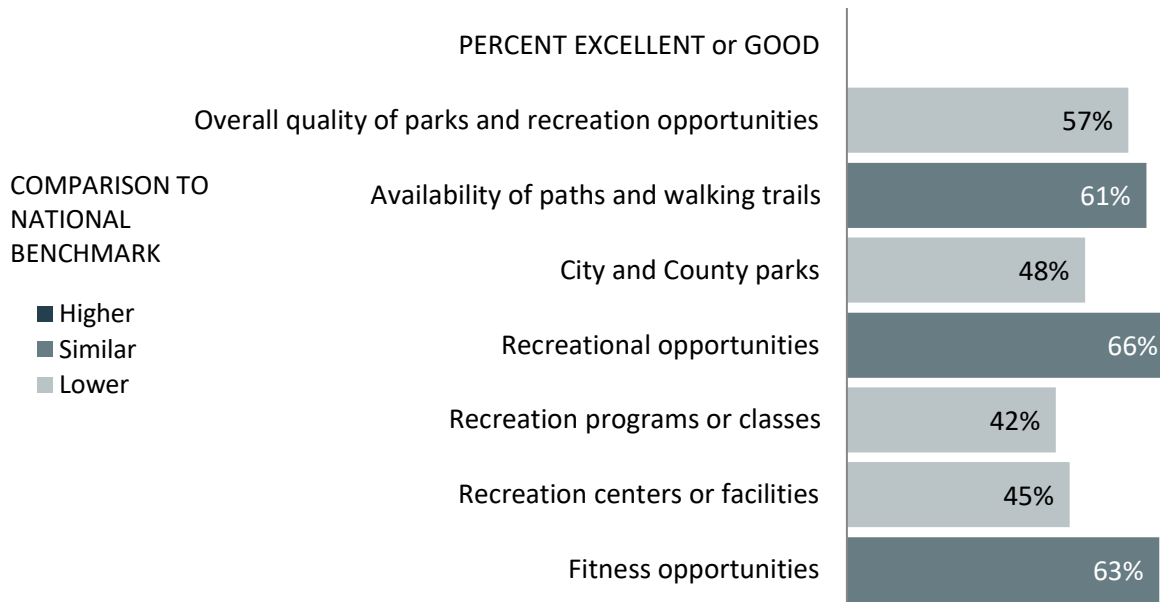 PERCENT EXCELLENT or GOOD
Overall quality of parks and recreation opportunities 57%
COMPARISON TO
NATIONAL
BENCHMARK
Higher
Similar
Lower
Availability of paths and walking trails 61%
City and County parks 48%
Recreational opportunities 66%
Recreation programs or classes 42%
Recreation centers or facilities 45%
Fitness opportunities 63%